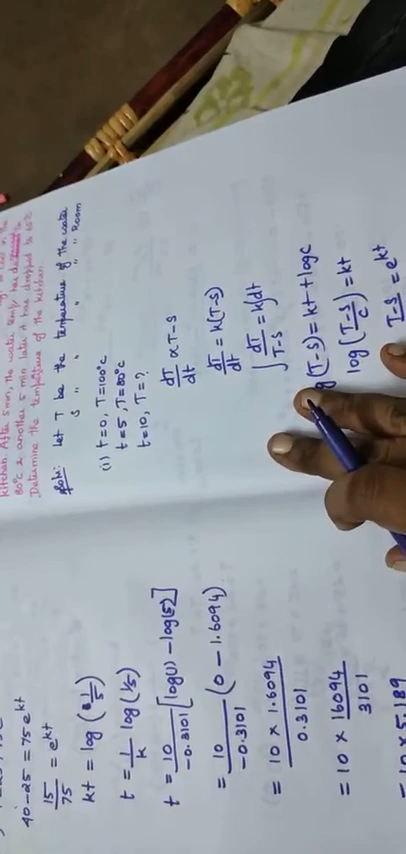 40-25 = 75e^kt
15/75 = e^kt
kt = log(1/5)
t = 1/k log(1/5)
t = 10/-0.3101 [log(1) - log(5)]
= 10/-0.3101 (0 - 1.6094)
= 10 × 1.6094/0.3101
= 10 × 16094/3101
= 10 × 5.189
kitchen. After 5 min, the water temp has
80°C & another 5 min later it has dropped to 65°C
Determine the temperature of the kitchen
Soln: Let T be the temperature of the water
S " " " " " Room
(i) t=0, T=100°C
t=5, T=80°C
t=10, T=?
dT/dt ∝ T-S
dT/dt = k(T-S)
∫ dT/T-S = k∫dt
(T-S) = kt + log c
log(T-S/c) = kt
T-S = e^kt